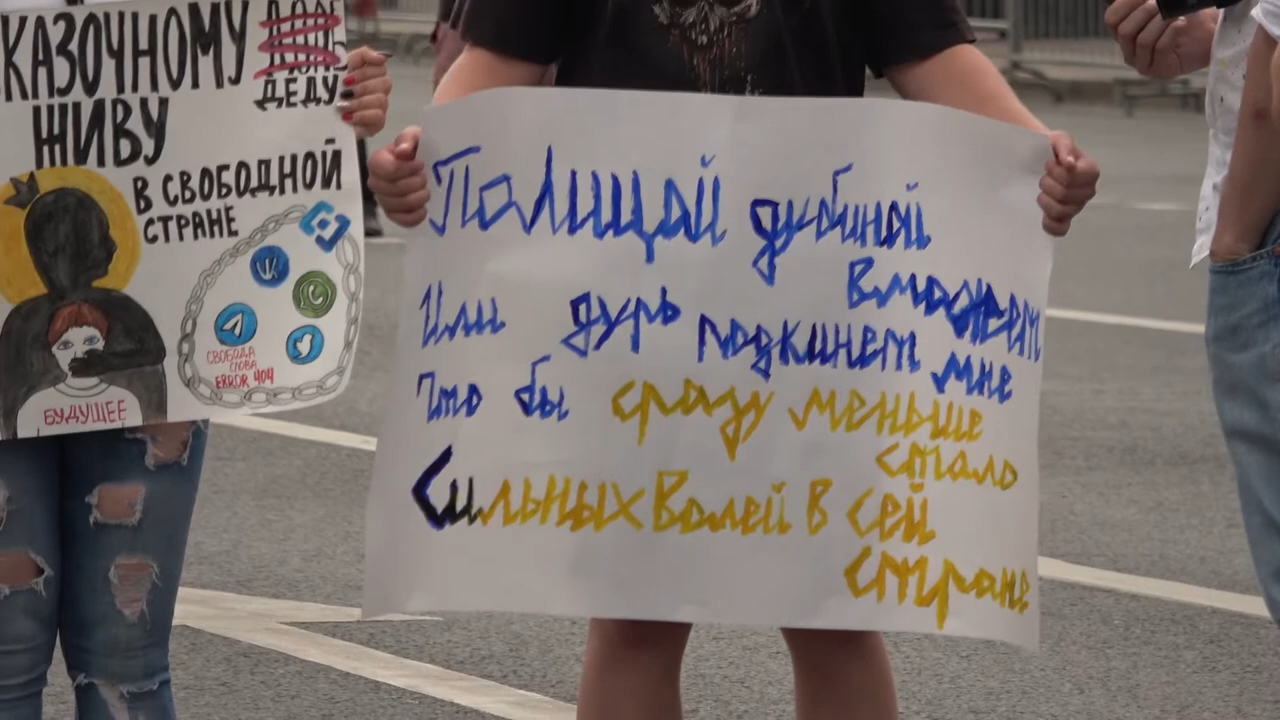 КАЗОЧНОМУ
ДЕДУ
ЖИВУ
В СВОБОДНОЙ
СТРАНЕ
СВОБОДА
СЛОВА
ERROR 404
БУДУЩЕЕ
Полицай дубиной
вмажет
Или дурь подкинет мне
Что бы сразу меньше
стало
Сильных Волей в сей
стране